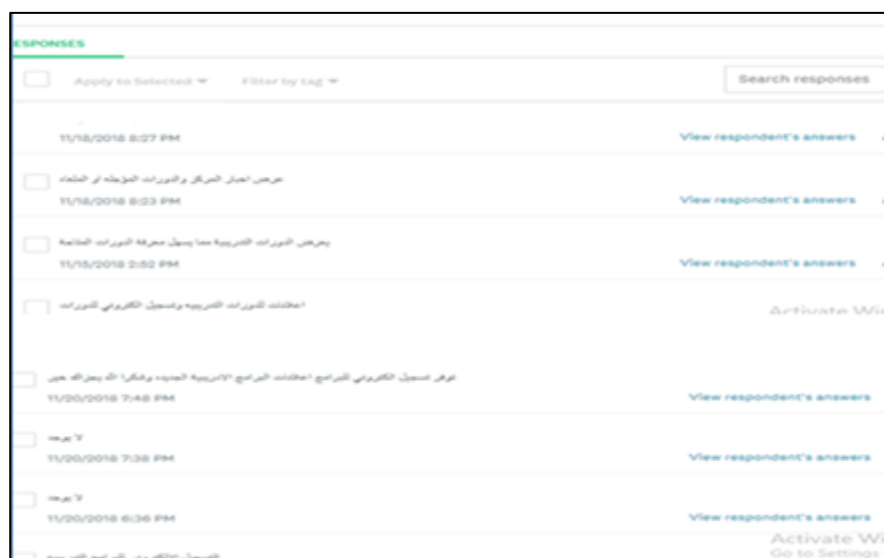 ESPONSES
Apply to Selected Filter by tag Search responses
11/18/2018 8:27 PM View respondent's answers
عرض اخبار المركز والدورات المؤجله او الملغاه
11/18/2018 8:23 PM View respondent's answers
يعرض الدورات التدريبية مما يسهل معرفة الدورات المتاحة
11/15/2018 2:52 PM View respondent's answers
اعلانات للدورات التدريبيه وتسجيل الكتروني للدورات
Activate Wi
توفر تسجيل الكتروني للبرامج اعلانات البرامج الجديده وشكرا الله يجزاك خير
11/20/2018 7:48 PM View respondent's answers
لا يوجد
11/20/2018 7:38 PM View respondent's answers
لا يوجد
11/20/2018 6:36 PM View respondent's answers
Activate Wi
Go to Settings